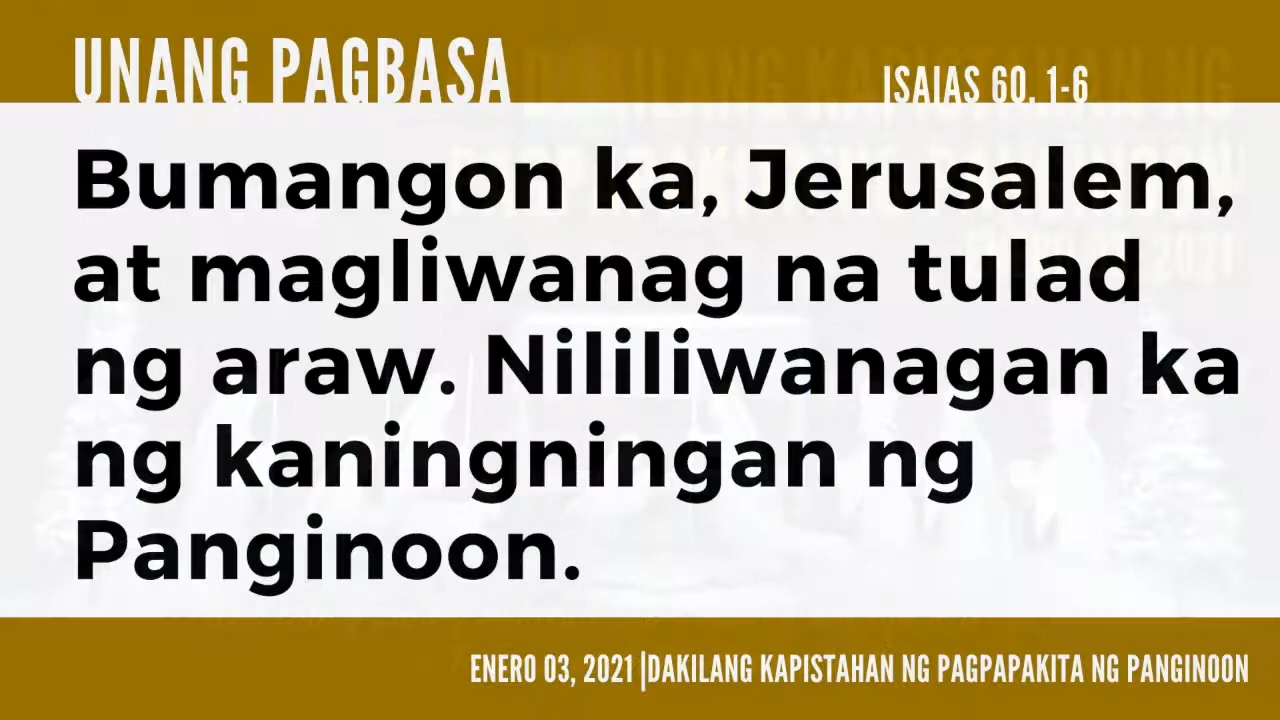 UNANG PAGBASA
ISAIAS 60, 1-6
Bumangon ka, Jerusalem,
at magliwanag na tulad
ng araw. Nililiwanagan ka
ng kaningningan ng
Panginoon.
ENERO 03, 2021 |DAKILANG KAPISTAHAN NG PAGPAPAKITA NG PANGINOON